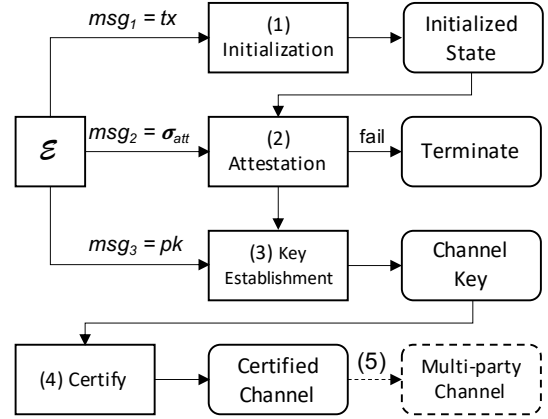 msg₁ = tx
(1)
Initialization
Initialized
State
ℰ
msg₂ = σatt
(2)
Attestation
fail
Terminate
msg₃ = pk
(3) Key
Establishment
Channel
Key
(4) Certify
Certified
Channel
(5)
Multi-party
Channel